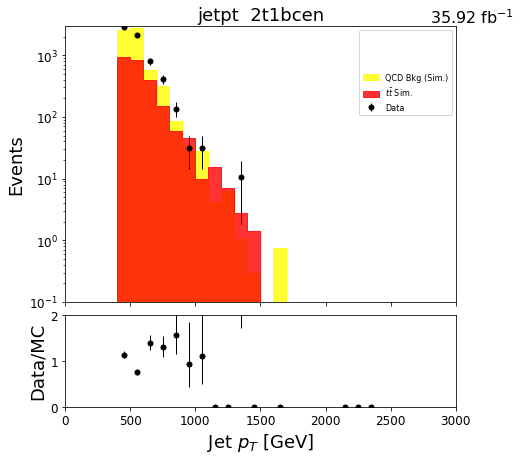 jetpt 2t1bcen
35.92 fb⁻¹
QCD Bkg (Sim.)
tt̄ Sim.
Data
Events
10³
10²
10¹
10⁰
10⁻¹
Data/MC
2
1
0
0 500 1000 1500 2000 2500 3000
Jet p_T [GeV]